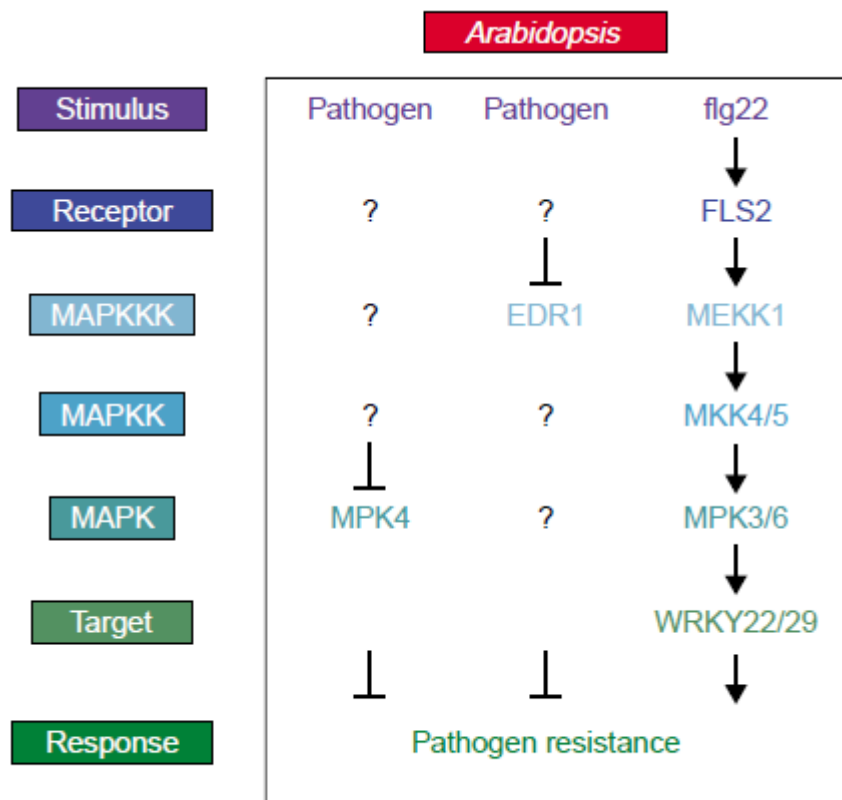 Arabidopsis
Stimulus Pathogen Pathogen flg22
Receptor ? ? FLS2
MAPKKK ? EDR1 MEKK1
MAPKK ? ? MKK4/5
MAPK MPK4 ? MPK3/6
Target WRKY22/29
Response Pathogen resistance